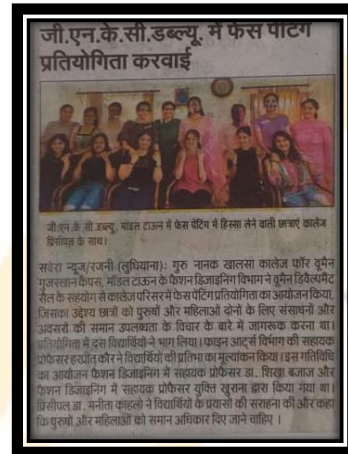 जी.एन.के.सी.डब्ल्यू. में फेस पेंटिंग
प्रतियोगिता करवाई
जी.एन.के.सी.डब्ल्यू. मॉडल टाऊन में फेस पेंटिंग में हिस्सा लेने वाली छात्राएं कालेज
प्रिंसीपल के साथ।
सवेरा न्यूज/रजनी (लुधियाना): गुरु नानक खालसा कालेज फॉर वूमैन
गुजरखान कैंपस, मॉडल टाऊन के फैशन डिजाइनिंग विभाग ने वूमैन डिवैल्पमैंट
सैल के सहयोग से कालेज परिसर में फेस पेंटिंग प्रतियोगिता का आयोजन किया,
जिसका उद्देश्य छात्रों को पुरुषों और महिलाओं दोनों के लिए संसाधनों और
अवसरों की समान उपलब्धता के विचार के बारे में जागरूक करना था।
प्रतियोगिता में दस विद्यार्थियों ने भाग लिया। फाइन आर्ट्स विभाग की सहायक
प्रोफैसर हरप्रीत कौर ने विद्यार्थियों की प्रतिभा का मूल्यांकन किया। इस गतिविधि
का आयोजन फैशन डिजाइनिंग में सहायक प्रोफैसर डा. शिखा बजाज और
फैशन डिजाइनिंग में सहायक प्रोफैसर युक्ति खुराना द्वारा किया गया था।
प्रिंसीपल डा. मनीता काहलो ने विद्यार्थियों के प्रयासों की सराहना की और कहा
कि पुरुषों और महिलाओं को समान अधिकार दिए जाने चाहिए ।